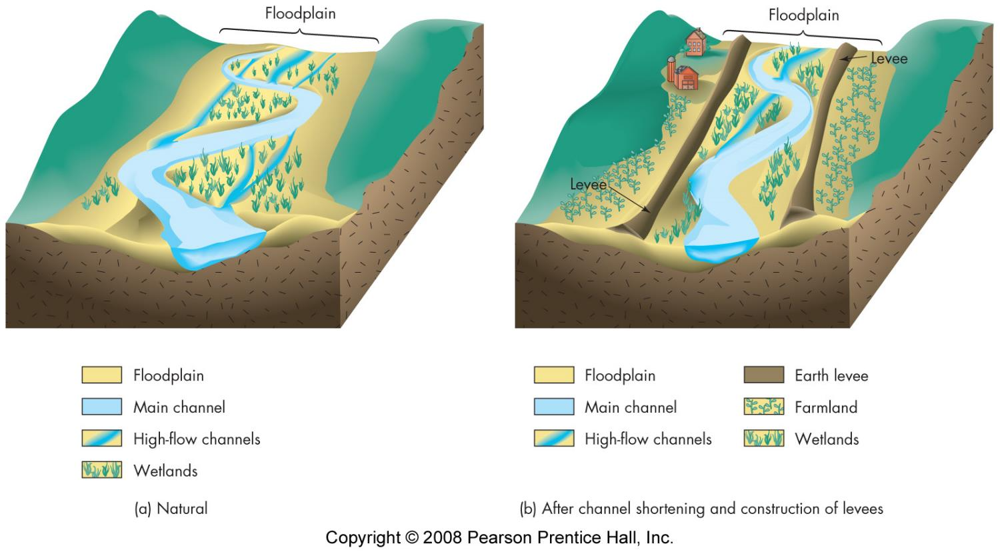 Floodplain
Floodplain
Levee
Levee
Floodplain
Main channel
High-flow channels
Wetlands
(a) Natural
Floodplain
Main channel
High-flow channels
Earth levee
Farmland
Wetlands
(b) After channel shortening and construction of levees
Copyright © 2008 Pearson Prentice Hall, Inc.